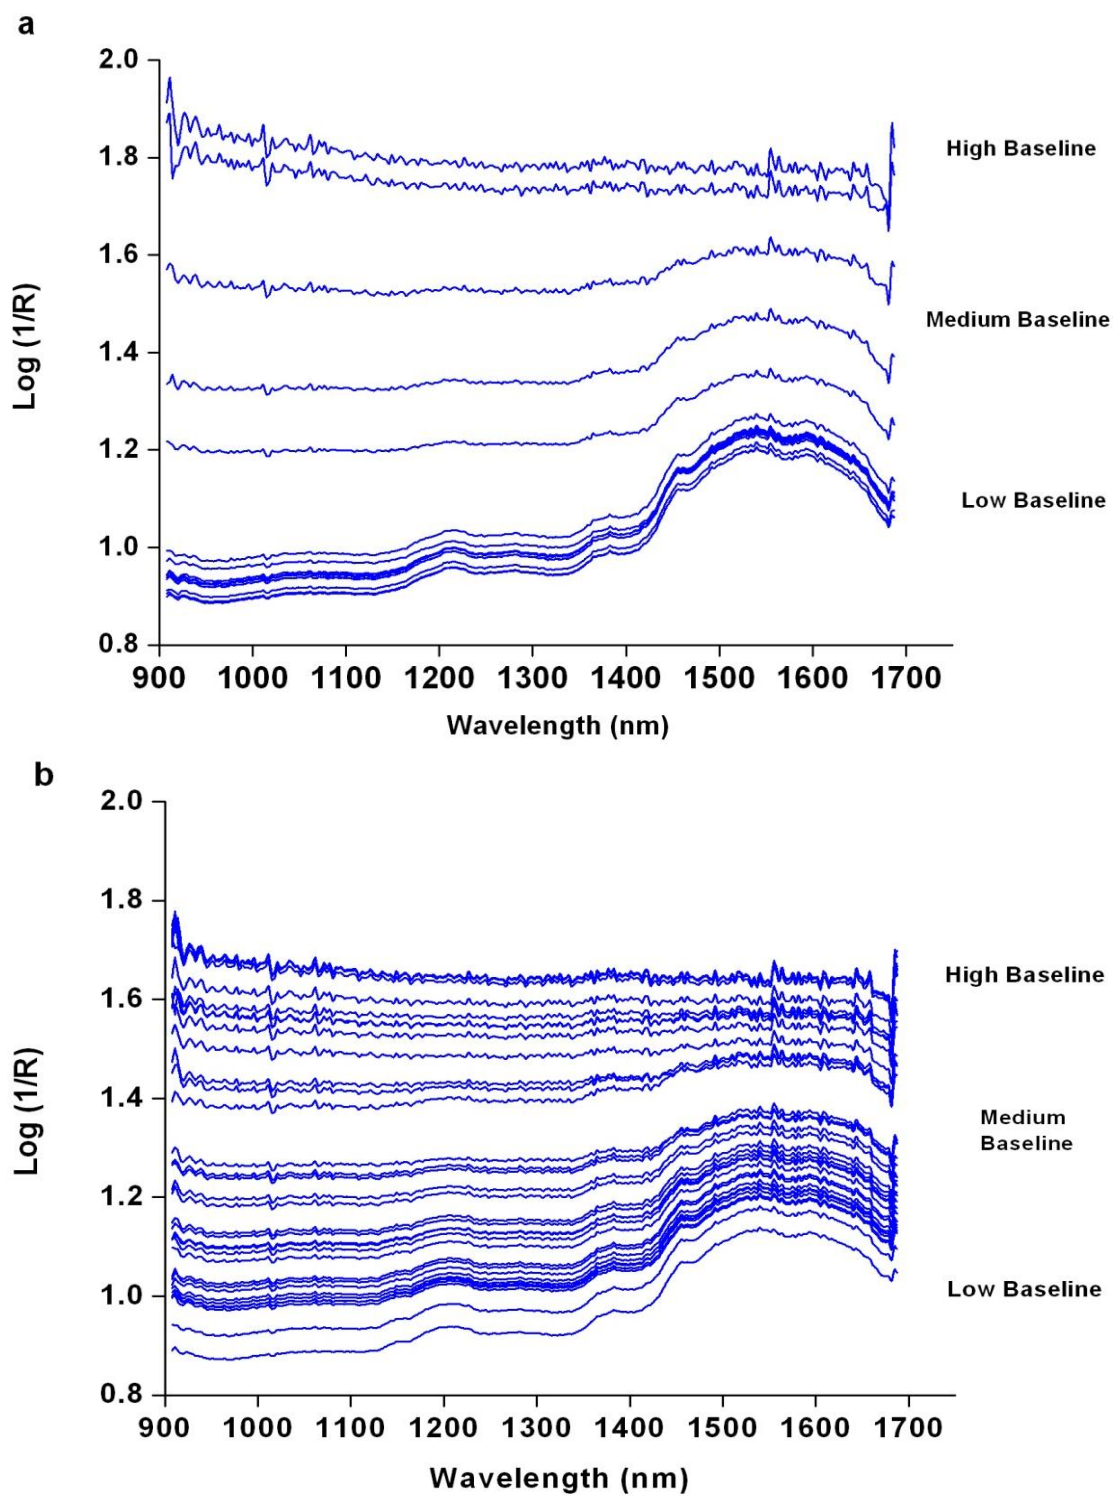 a
2.0
1.8
1.6
1.4
1.2
1.0
0.8
Log (1/R)
High Baseline
Medium Baseline
Low Baseline
900 1000 1100 1200 1300 1400 1500 1600 1700
Wavelength (nm)
b
2.0
1.8
1.6
1.4
1.2
1.0
0.8
Log (1/R)
High Baseline
Medium
Baseline
Low Baseline
900 1000 1100 1200 1300 1400 1500 1600 1700
Wavelength (nm)